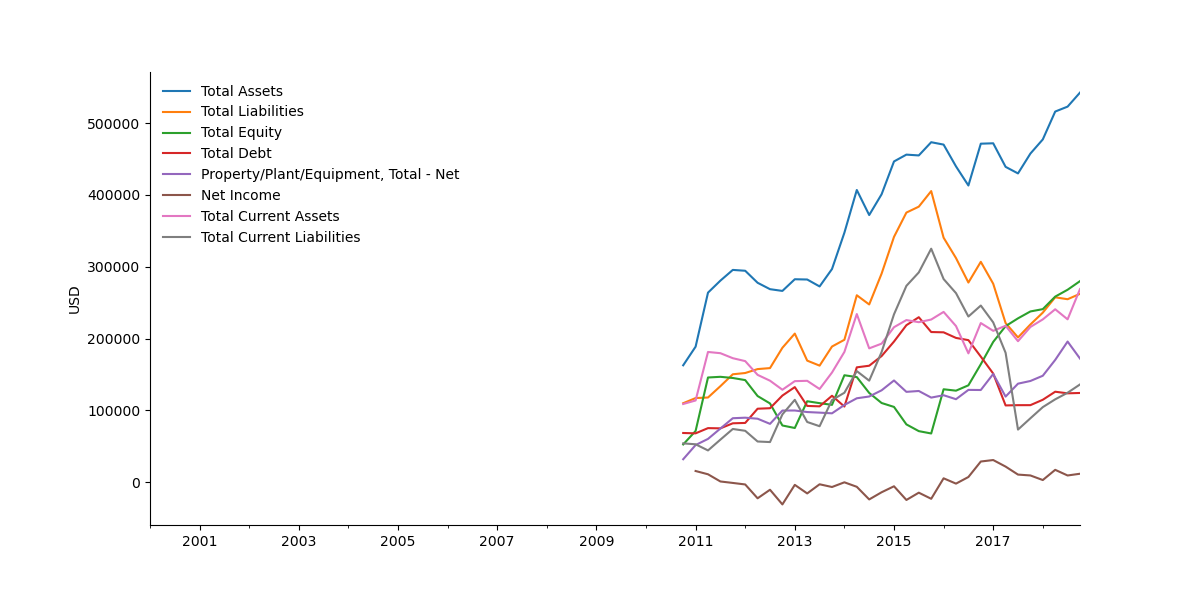 Total Assets
Total Liabilities
Total Equity
Total Debt
Property/Plant/Equipment, Total - Net
Net Income
Total Current Assets
Total Current Liabilities
USD
500000
400000
300000
200000
100000
0
2001 2003 2005 2007 2009 2011 2013 2015 2017